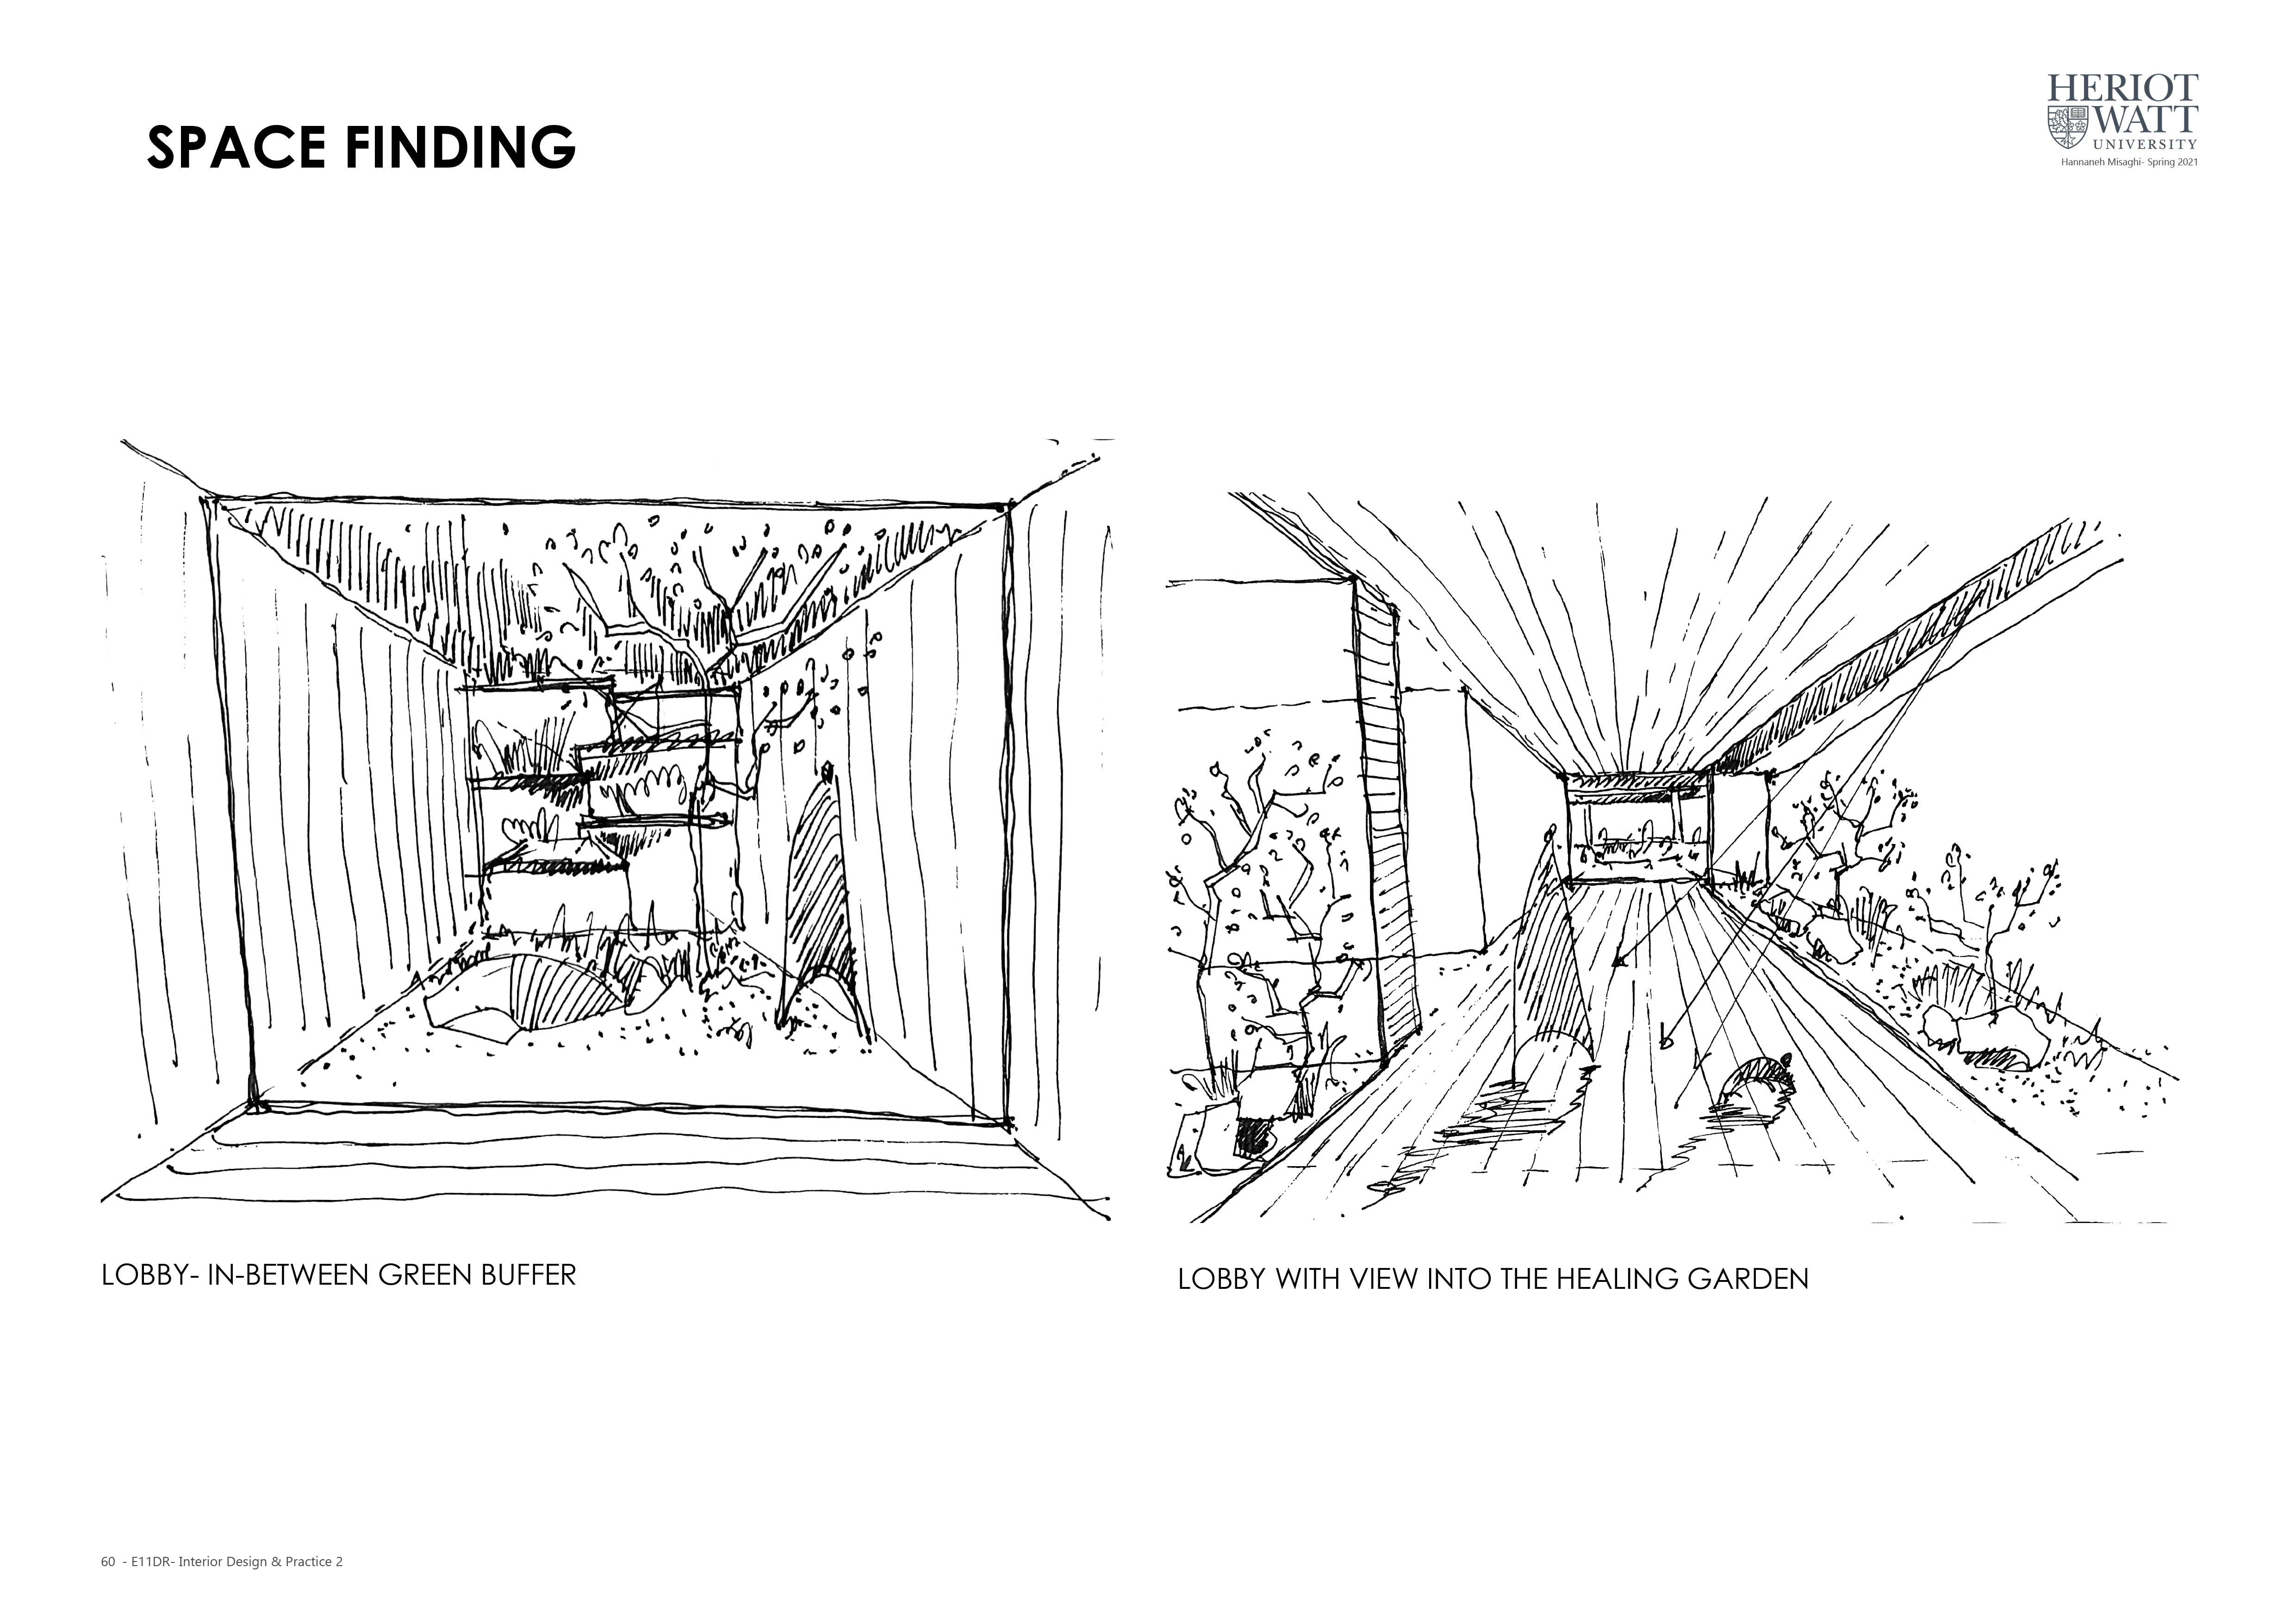 SPACE FINDING
HERIOT
WATT
UNIVERSITY
Hannaneh Misaghi- Spring 2021
LOBBY- IN-BETWEEN GREEN BUFFER
LOBBY WITH VIEW INTO THE HEALING GARDEN
60 - E11DR- Interior Design & Practice 2